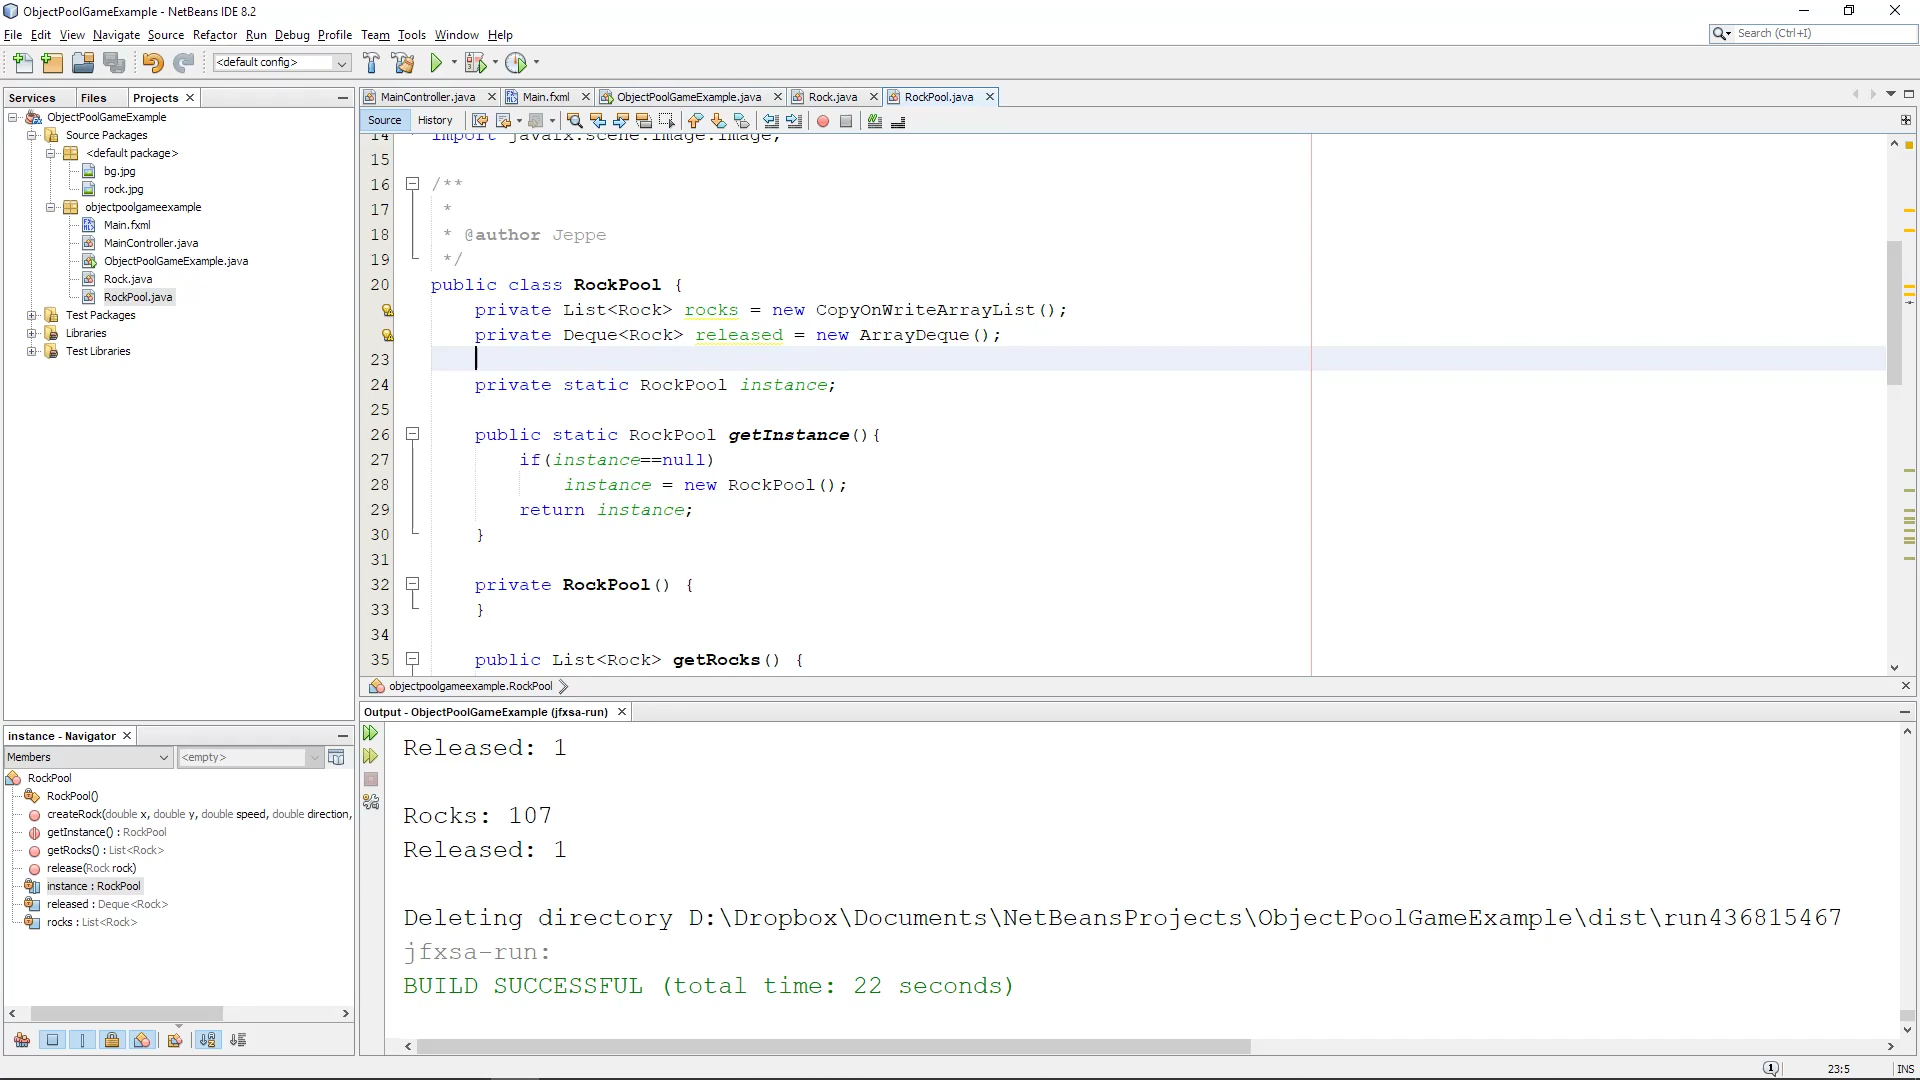 ObjectPoolGameExample - NetBeans IDE 8.2
File Edit View Navigate Source Refactor Run Debug Profile Team Tools Window Help
Search (Ctrl+I)
<default config>
Services Files Projects
MainController.java Main.fxml ObjectPoolGameExample.java Rock.java RockPool.java
Source History
ObjectPoolGameExample
Source Packages
<default package>
bg.jpg
rock.jpg
objectpoolgameexample
Main.fxml
MainController.java
ObjectPoolGameExample.java
Rock.java
RockPool.java
Test Packages
Libraries
Test Libraries
14 import javafx.scene.image.Image;
15
16 /**
17 *
18 * @author Jeppe
19 */
20 public class RockPool {
private List<Rock> rocks = new CopyOnWriteArrayList();
private Deque<Rock> released = new ArrayDeque();
23
24 private static RockPool instance;
25
26 public static RockPool getInstance(){
27 if(instance==null)
28 instance = new RockPool();
29 return instance;
30 }
31
32 private RockPool() {
33 }
34
35 public List<Rock> getRocks() {
objectpoolgameexample.RockPool
instance - Navigator
Members <empty>
RockPool
RockPool()
createRock(double x, double y, double speed, double direction,
getInstance() : RockPool
getRocks() : List<Rock>
release(Rock rock)
instance : RockPool
released : Deque<Rock>
rocks : List<Rock>
Output - ObjectPoolGameExample (jfxsa-run)
Released: 1
Rocks: 107
Released: 1
Deleting directory D:\Dropbox\Documents\NetBeansProjects\ObjectPoolGameExample\dist\run436815467
jfxsa-run:
BUILD SUCCESSFUL (total time: 22 seconds)
1 23:5 INS